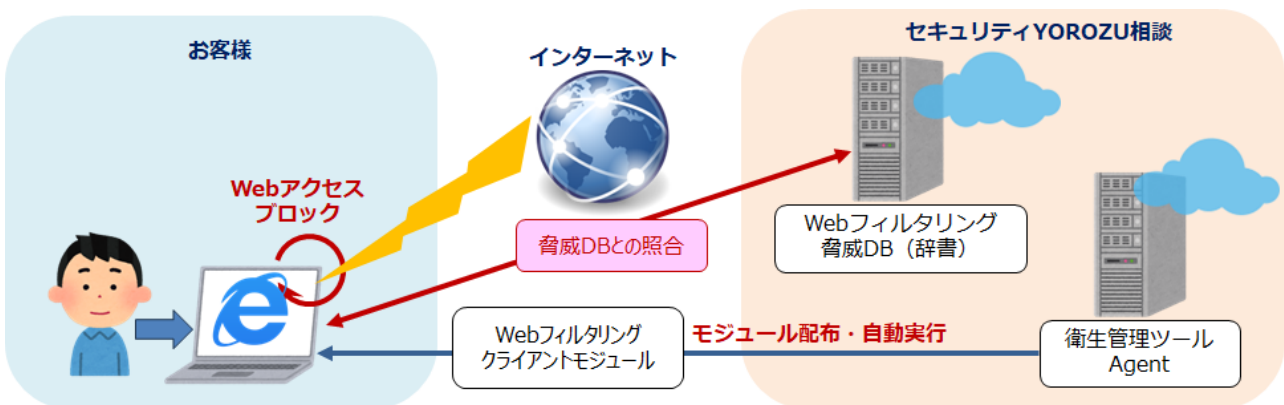 お客様
インターネット
セキュリティYOROZU相談
Webアクセス
ブロック
脅威DBとの照合
Webフィルタリング
脅威DB（辞書）
Webフィルタリング
クライアントモジュール
モジュール配布・自動実行
衛生管理ツール
Agent